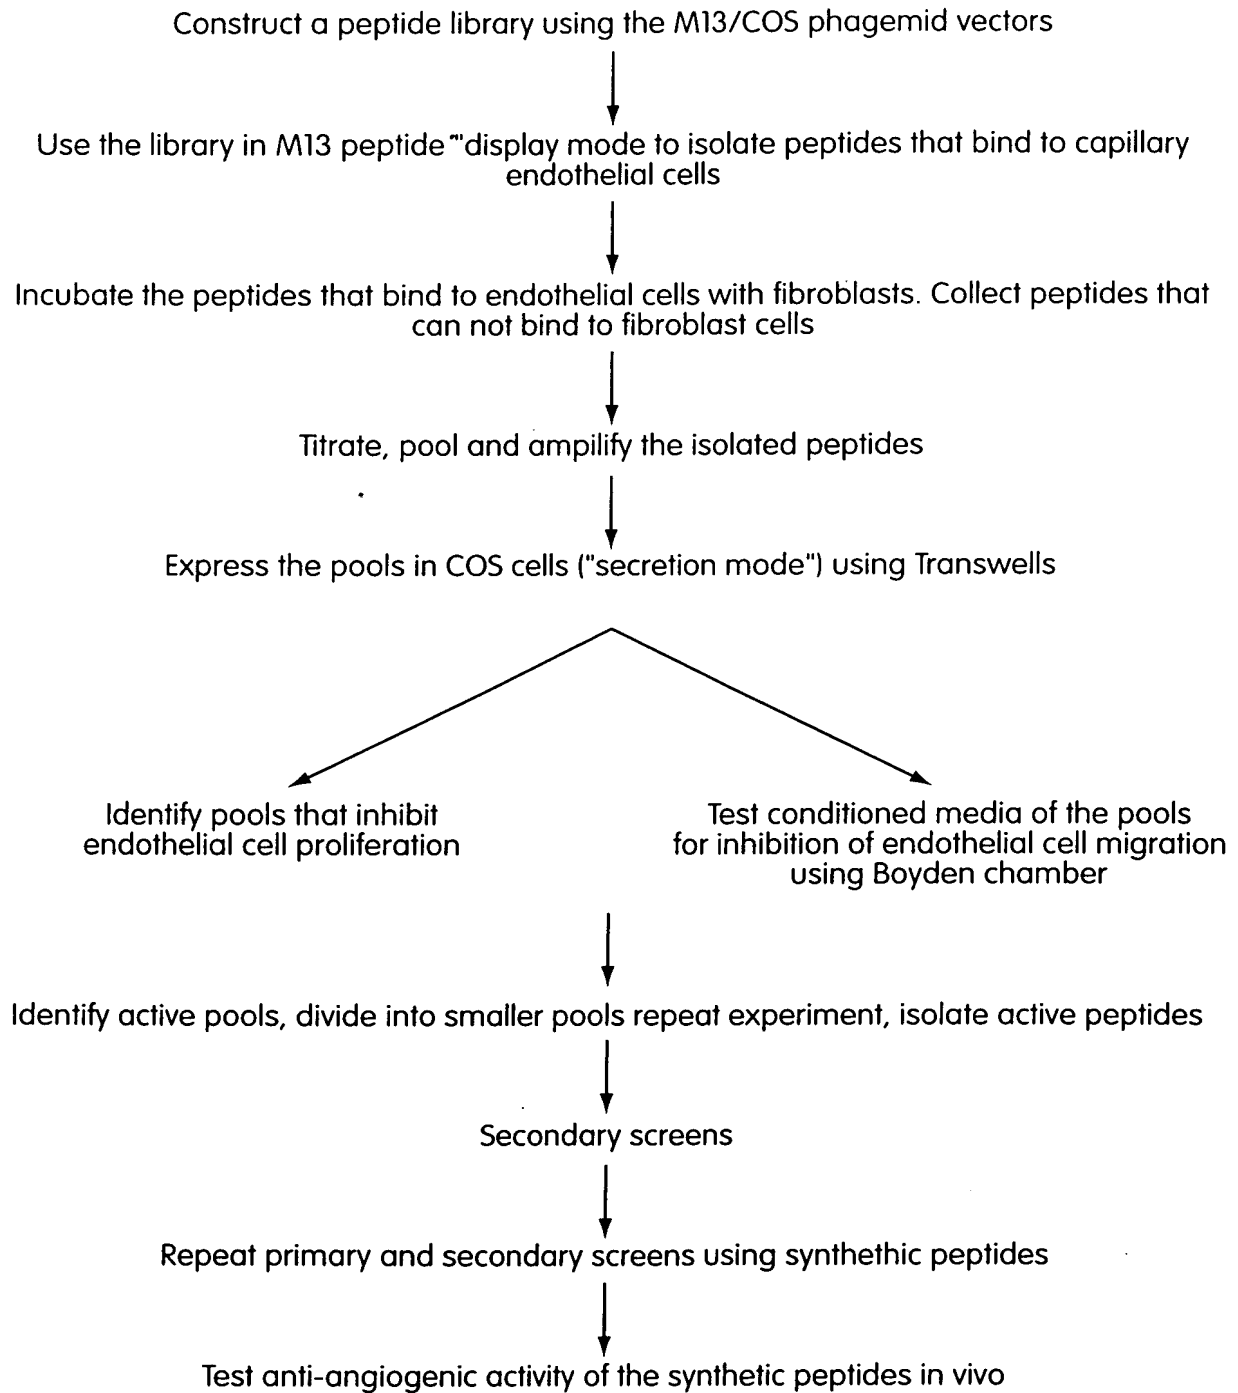 Construct a peptide library using the M13/COS phagemid vectors
Use the library in M13 peptide "'display mode to isolate peptides that bind to capillary
endothelial cells
Incubate the peptides that bind to endothelial cells with fibroblasts. Collect peptides that
can not bind to fibroblast cells
Titrate, pool and ampilify the isolated peptides
Express the pools in COS cells ("secretion mode") using Transwells
Identify pools that inhibit
endothelial cell proliferation
Test conditioned media of the pools
for inhibition of endothelial cell migration
using Boyden chamber
Identify active pools, divide into smaller pools repeat experiment, isolate active peptides
Secondary screens
Repeat primary and secondary screens using synthethic peptides
Test anti-angiogenic activity of the synthetic peptides in vivo